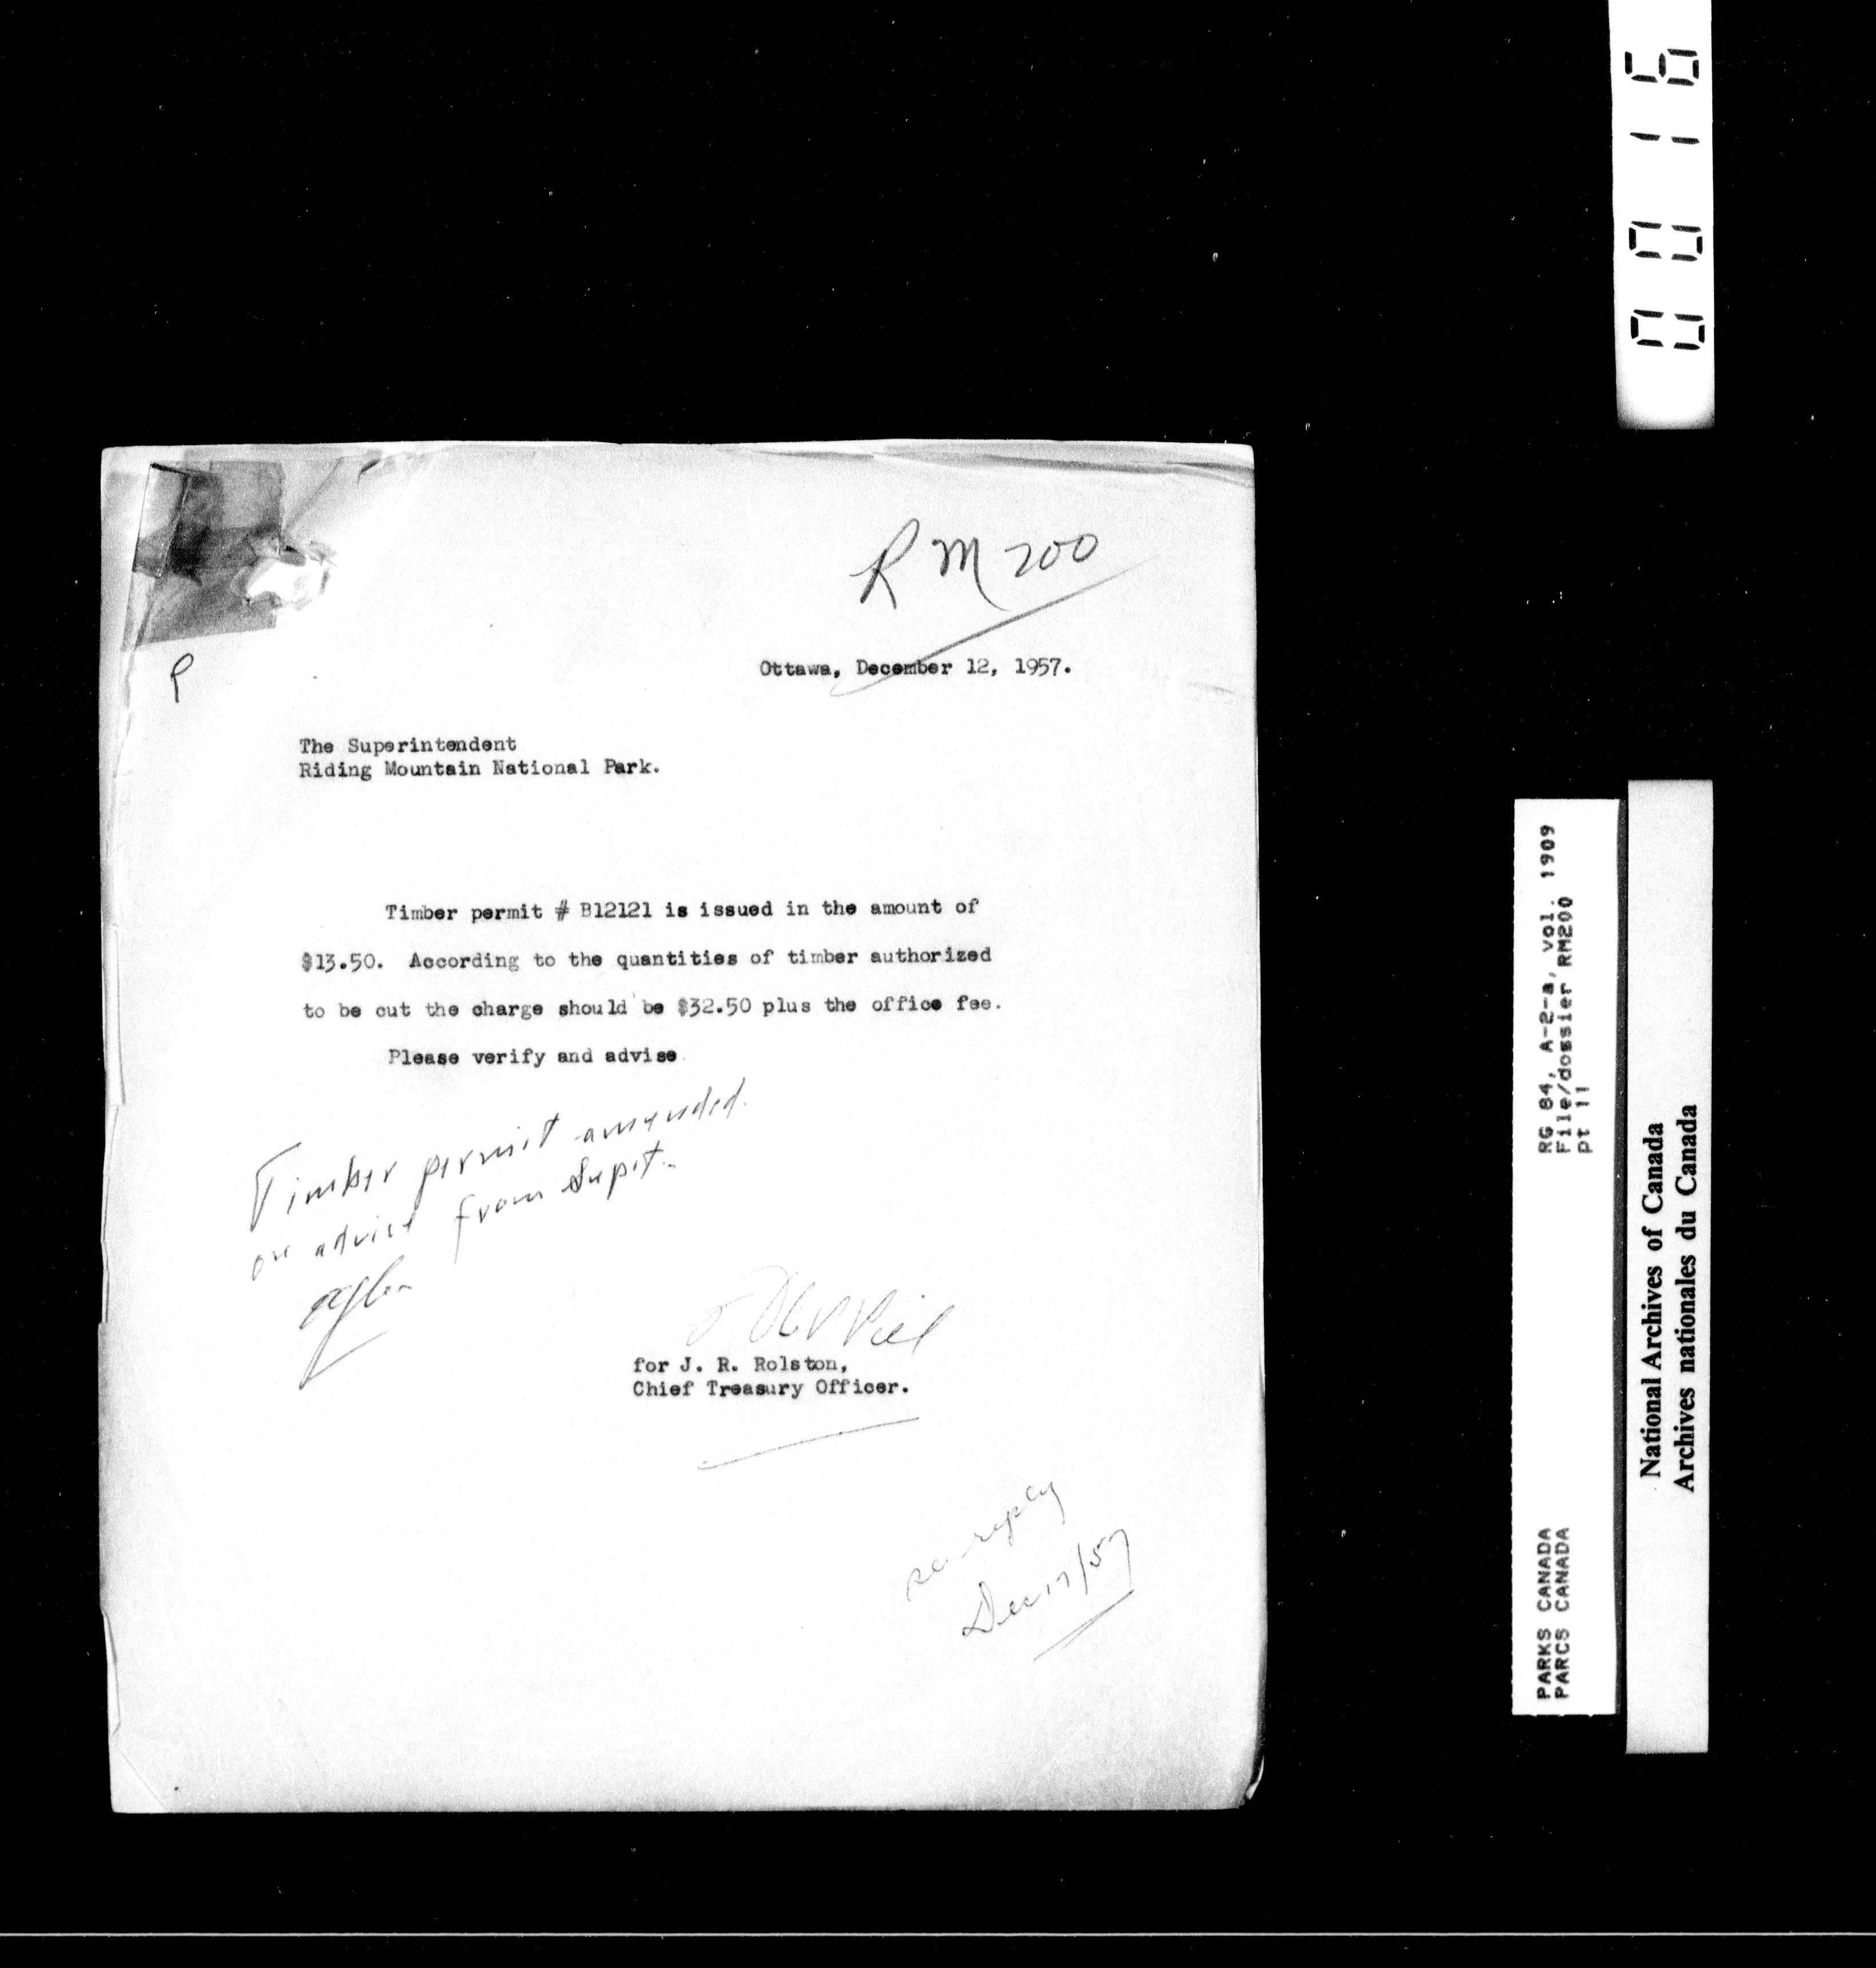 RM 200
Ottawa, December 12, 1957.
The Superintendent
Riding Mountain National Park.
Timber permit # B12121 is issued in the amount of
$13.50. According to the quantities of timber authorized
to be cut the charge should be $32.50 plus the office fee.
Please verify and advise
Timber permit amended.
on advice from Supt.
for J. R. Rolston,
Chief Treasury Officer.
reply
Dec 17/57
0016
RG 84, A-2-a, vol. 1909
File/dossier RM200
pt 11
PARKS CANADA
PARCS CANADA
National Archives of Canada
Archives nationales du Canada